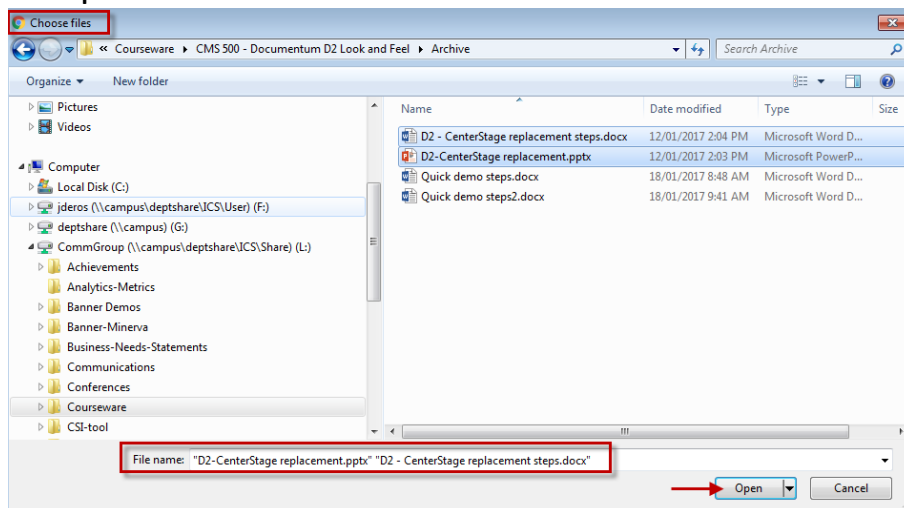 Choose files
« Courseware CMS 500 - Documentum D2 Look and Feel Archive Search Archive
Organize New folder
Name Date modified Type Size
Pictures
Videos
Computer
Local Disk (C:)
jderos (\\campus\deptshare\ICS\User) (F:)
deptshare (\\campus) (G:)
CommGroup (\\campus\deptshare\ICS\Share) (L:)
Achievements
Analytics-Metrics
Banner Demos
Banner-Minerva
Business-Needs-Statements
Communications
Conferences
Courseware
CSI-tool
D2 - CenterStage replacement steps.docx 12/01/2017 2:04 PM Microsoft Word D...
D2-CenterStage replacement.pptx 12/01/2017 2:03 PM Microsoft PowerP...
Quick demo steps.docx 18/01/2017 8:48 AM Microsoft Word D...
Quick demo steps2.docx 18/01/2017 9:41 AM Microsoft Word D...
File name: "D2-CenterStage replacement.pptx" "D2 - CenterStage replacement steps.docx"
Open Cancel